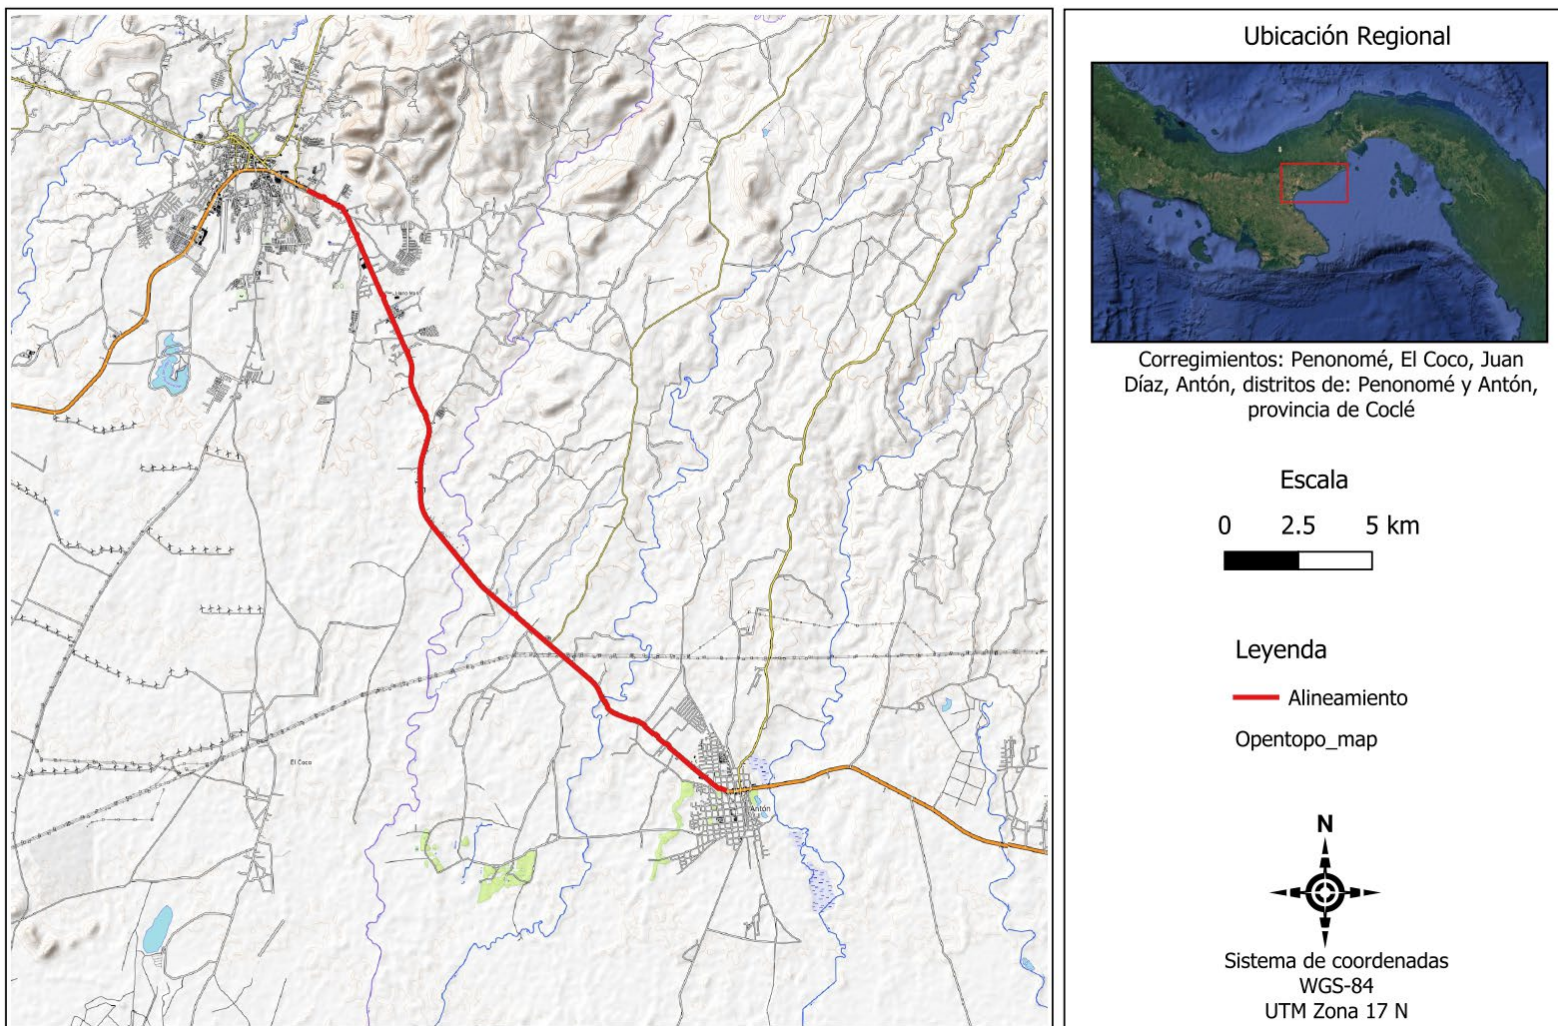 Ubicación Regional
Corregimientos: Penonomé, El Coco, Juan
Díaz, Antón, distritos de: Penonomé y Antón,
provincia de Coclé
Escala
0 2.5 5 km
Leyenda
Alineamiento
Opentopo_map
N
Sistema de coordenadas
WGS-84
UTM Zona 17 N
El Coco
Antón